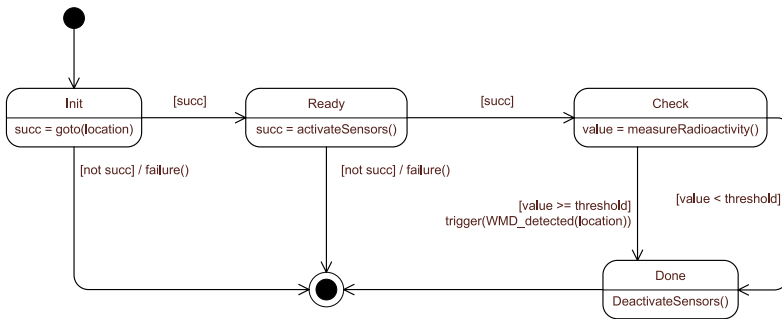 Init
succ = goto(location)
[succ]
Ready
succ = activateSensors()
[succ]
Check
value = measureRadioactivity()
[not succ] / failure()
[not succ] / failure()
[value >= threshold]
trigger(WMD_detected(location))
[value < threshold]
Done
DeactivateSensors()